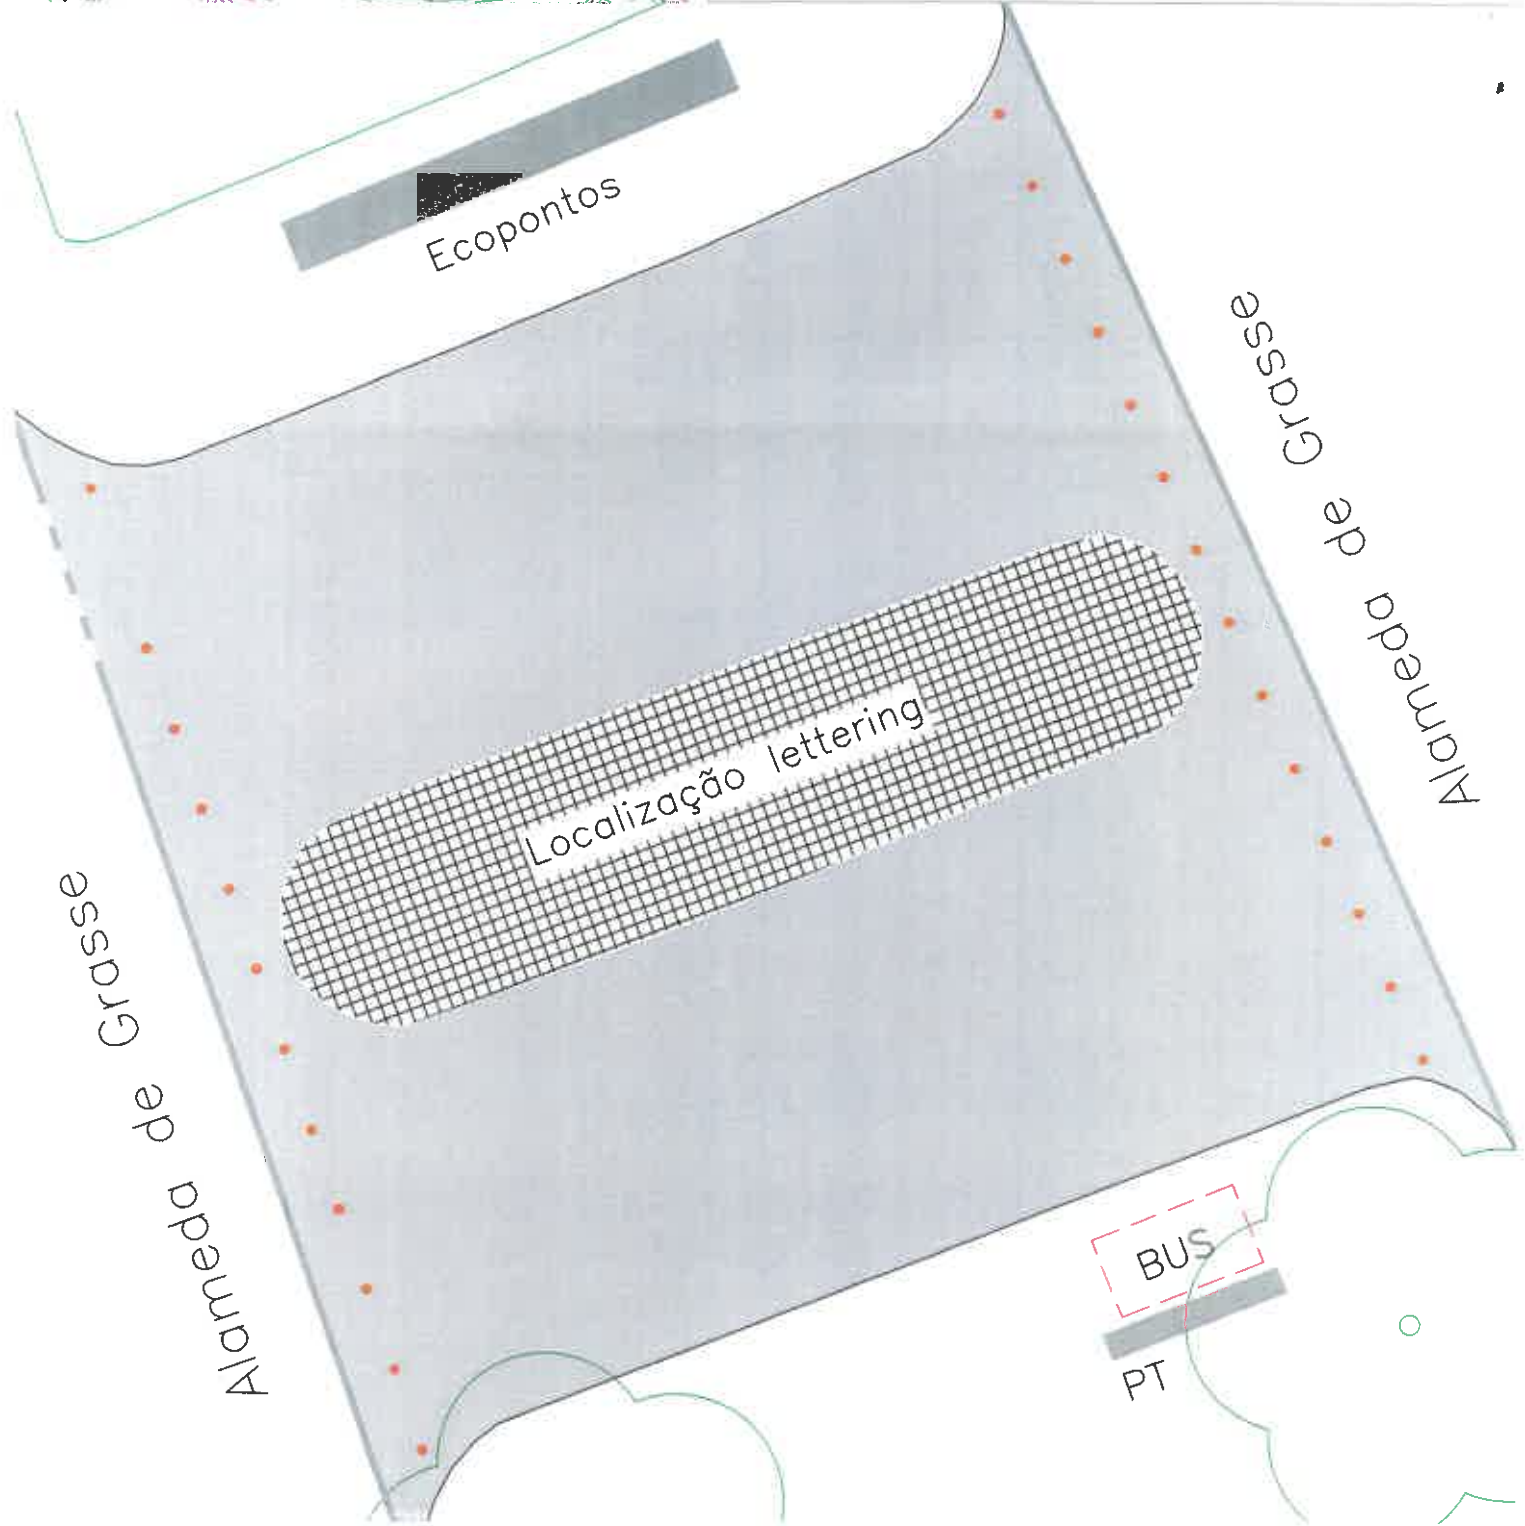 Ecopontos
Alameda de Grasse
Localização lettering
Alameda de Grasse
BUS
PT